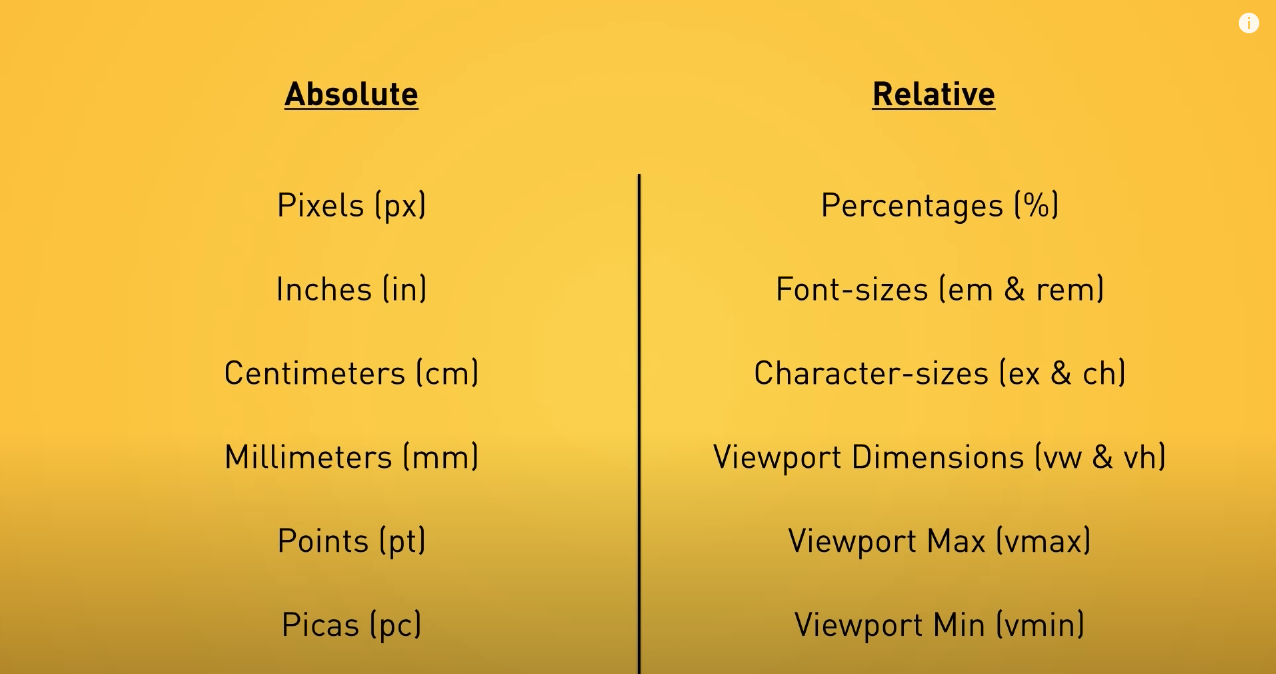 Absolute
Pixels (px)
Inches (in)
Centimeters (cm)
Millimeters (mm)
Points (pt)
Picas (pc)
Relative
Percentages (%)
Font-sizes (em & rem)
Character-sizes (ex & ch)
Viewport Dimensions (vw & vh)
Viewport Max (vmax)
Viewport Min (vmin)